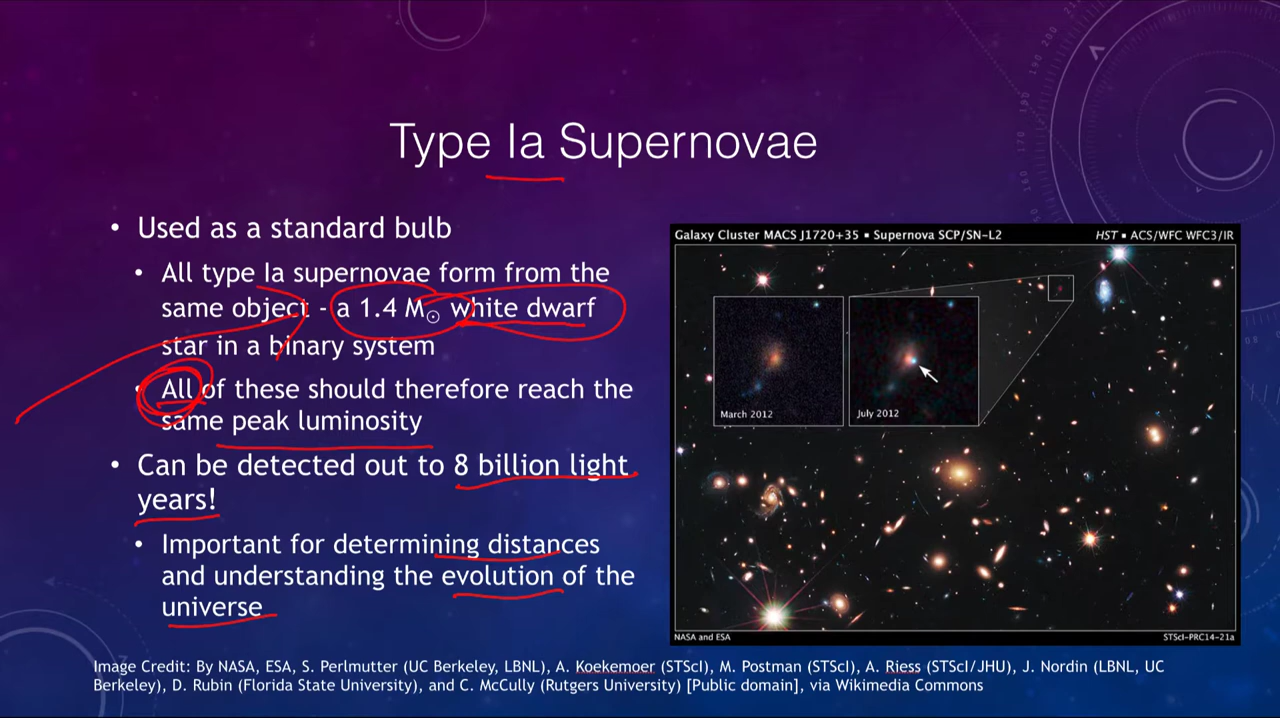 Type Ia Supernovae
• Used as a standard bulb
• All type Ia supernovae form from the
same object - a 1.4 M☉ white dwarf
star in a binary system
• All of these should therefore reach the
same peak luminosity
• Can be detected out to 8 billion light
years!
• Important for determining distances
and understanding the evolution of the
universe
Galaxy Cluster MACS J1720+35 ▪ Supernova SCP/SN-L2 HST ▪ ACS/WFC WFC3/IR
March 2012
July 2012
NASA and ESA STScI-PRC14-21a
Image Credit: By NASA, ESA, S. Perlmutter (UC Berkeley, LBNL), A. Koekemoer (STScI), M. Postman (STScI), A. Riess (STScI/JHU), J. Nordin (LBNL, UC
Berkeley), D. Rubin (Florida State University), and C. McCully (Rutgers University) [Public domain], via Wikimedia Commons